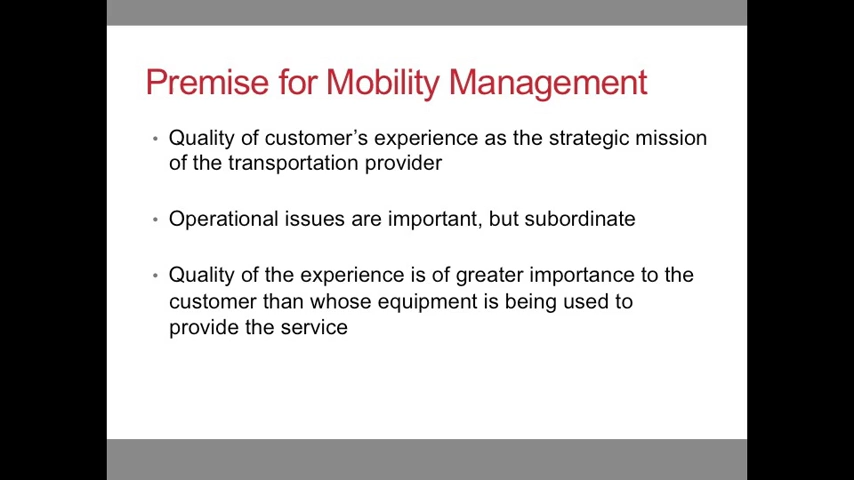 Premise for Mobility Management
• Quality of customer’s experience as the strategic mission
of the transportation provider
• Operational issues are important, but subordinate
• Quality of the experience is of greater importance to the
customer than whose equipment is being used to
provide the service